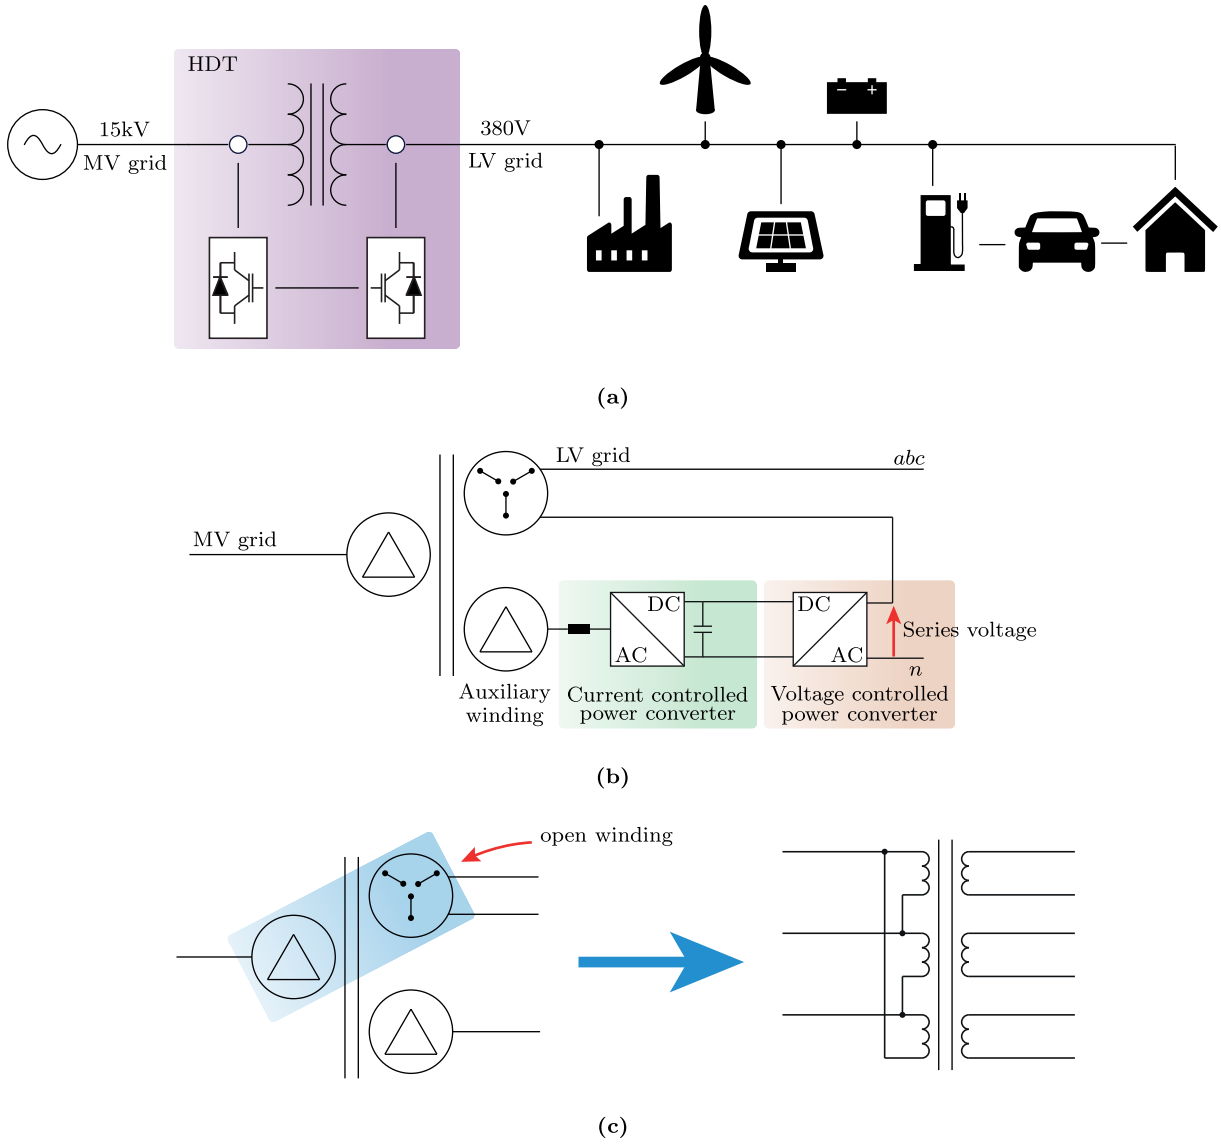 HDT
15kV
MV grid
380V
LV grid
− +
(a)
LV grid
abc
MV grid
DC
AC
DC
AC
Series voltage
n
Auxiliary
winding
Current controlled
power converter
Voltage controlled
power converter
(b)
open winding
(c)